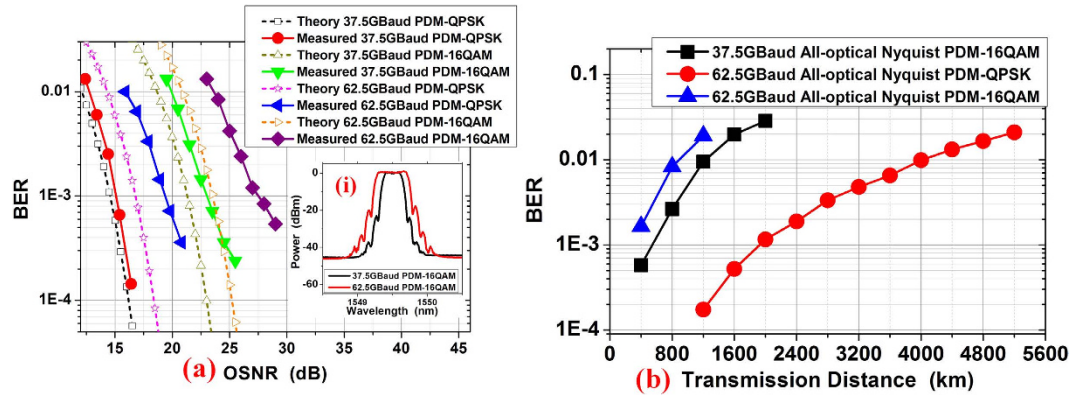 Theory 37.5GBaud PDM-QPSK
Measured 37.5GBaud PDM-QPSK
Theory 37.5GBaud PDM-16QAM
Measured 37.5GBaud PDM-16QAM
Theory 62.5GBaud PDM-QPSK
Measured 62.5GBaud PDM-QPSK
Theory 62.5GBaud PDM-16QAM
Measured 62.5GBaud PDM-16QAM
0.01
1E-3
1E-4
BER
15 20 25 30 35 40 45
(a) OSNR (dB)
(i)
0
-20
-40
-60
Power (dBm)
37.5GBaud PDM-16QAM
62.5GBaud PDM-16QAM
1549 1550
Wavelength (nm)
37.5GBaud All-optical Nyquist PDM-16QAM
62.5GBaud All-optical Nyquist PDM-QPSK
62.5GBaud All-optical Nyquist PDM-16QAM
0.1
0.01
1E-3
1E-4
BER
0 800 1600 2400 3200 4000 4800 5600
(b) Transmission Distance (km)